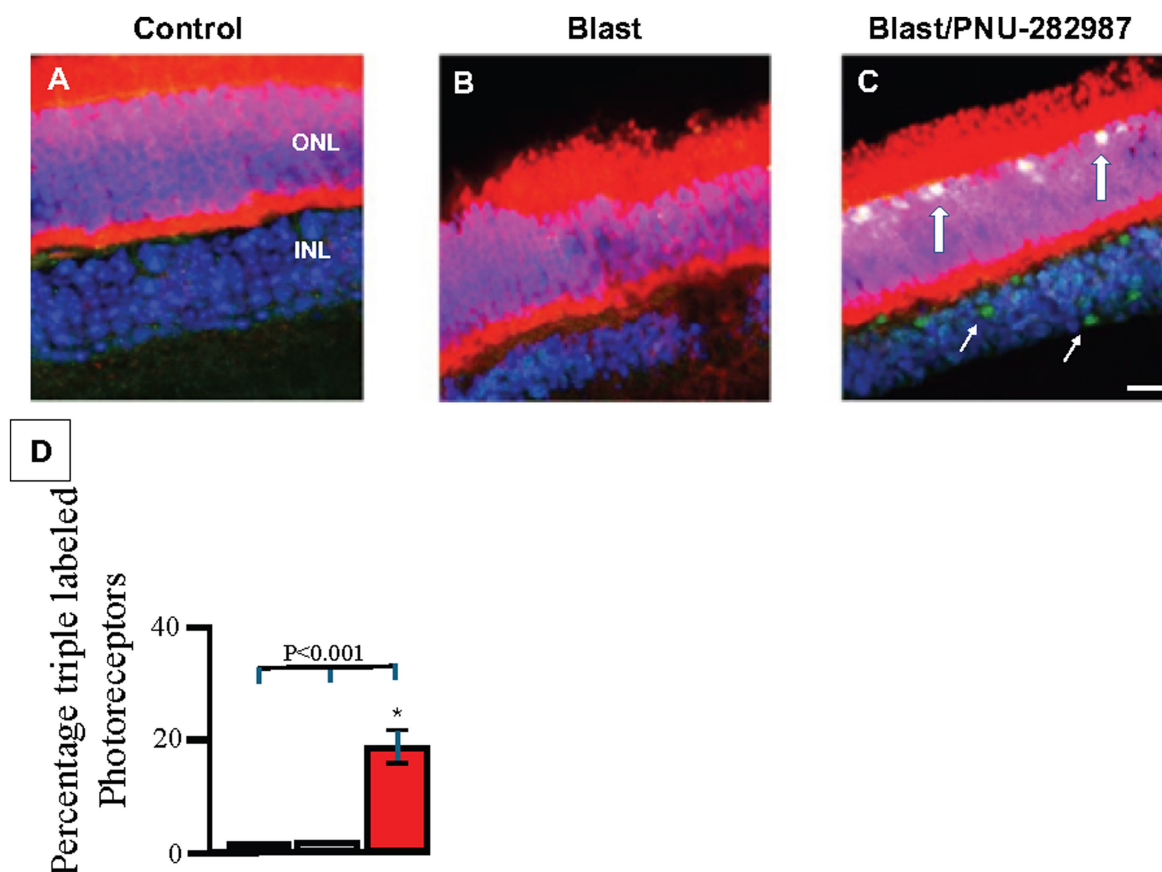 Control
Blast
Blast/PNU-282987
A
ONL
INL
B
C
D
Percentage triple labeled
Photoreceptors
40
20
0
P<0.001
*